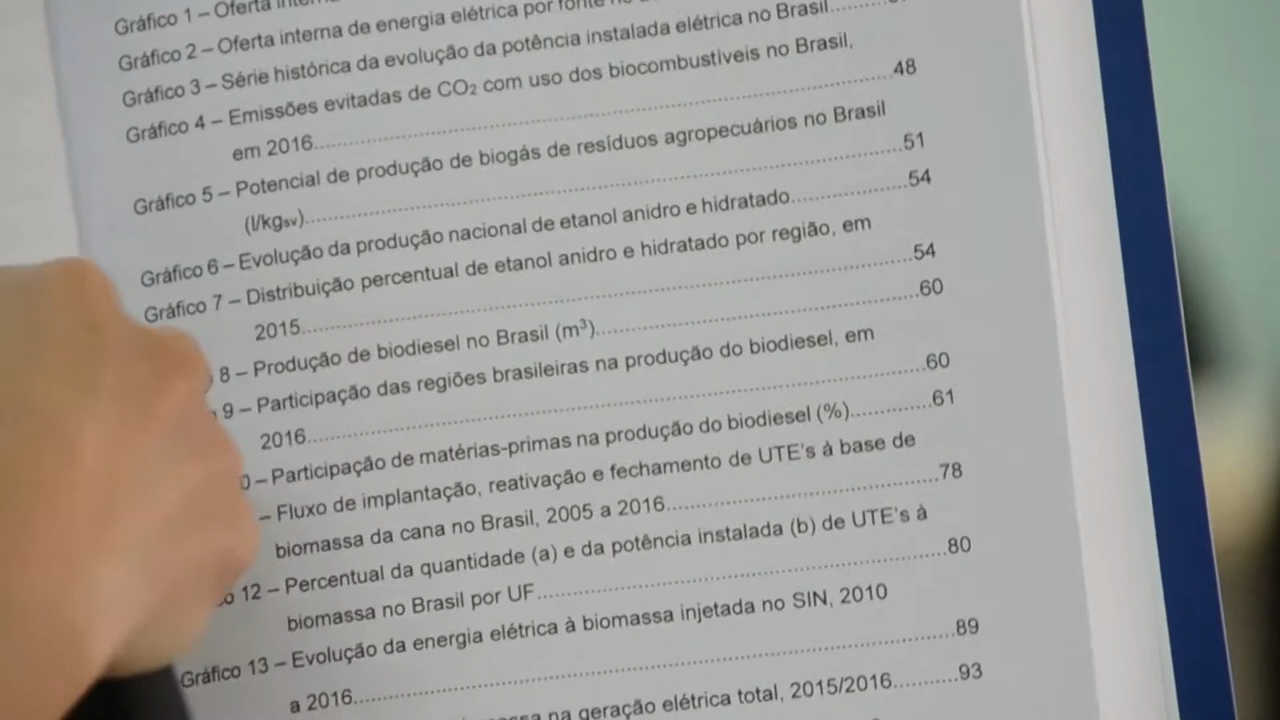 Gráfico 1 – Oferta
Gráfico 2 – Oferta interna de energia elétrica por fonte
Gráfico 3 – Série histórica da evolução da potência instalada elétrica no Brasil..........
Gráfico 4 – Emissões evitadas de CO₂ com uso dos biocombustíveis no Brasil,
em 2016..........48
Gráfico 5 – Potencial de produção de biogás de resíduos agropecuários no Brasil
(l/kgsv)..........51
Gráfico 6 – Evolução da produção nacional de etanol anidro e hidratado..........54
Gráfico 7 – Distribuição percentual de etanol anidro e hidratado por região, em
2015..........54
8 – Produção de biodiesel no Brasil (m³)..........60
9 – Participação das regiões brasileiras na produção do biodiesel, em
2016..........60
0 – Participação de matérias-primas na produção do biodiesel (%)..........61
– Fluxo de implantação, reativação e fechamento de UTE's à base de
biomassa da cana no Brasil, 2005 a 2016..........78
o 12 – Percentual da quantidade (a) e da potência instalada (b) de UTE's à
biomassa no Brasil por UF..........80
Gráfico 13 – Evolução da energia elétrica à biomassa injetada no SIN, 2010
a 2016..........89
na geração elétrica total, 2015/2016..........93